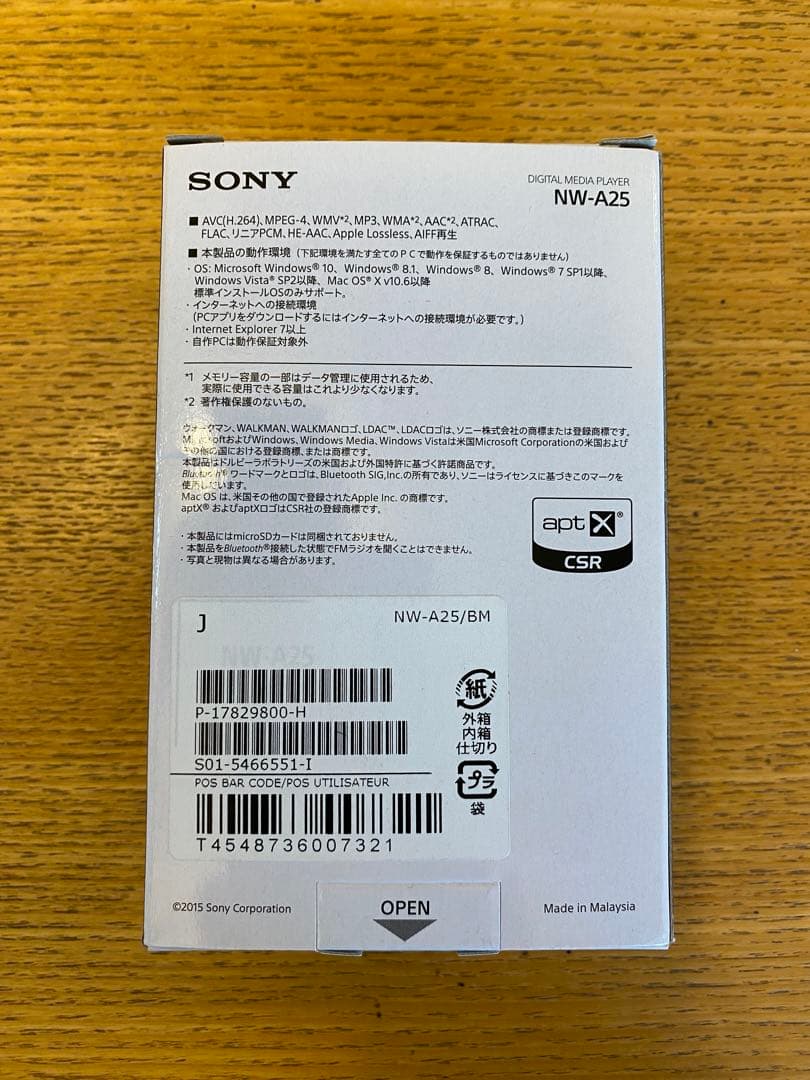 SONY
DIGITAL MEDIA PLAYER
NW-A25
■ AVC(H.264)、MPEG-4、WMV*2、MP3、WMA*2、AAC*2、ATRAC、
FLAC、リニアPCM、HE-AAC、Apple Lossless、AIFF再生
■ 本製品の動作環境（下記環境を満たす全てのＰＣで動作を保証するものではありません）
・OS: Microsoft Windows® 10、Windows® 8.1、Windows® 8、Windows® 7 SP1以降、
Windows Vista® SP2以降、Mac OS® X v10.6以降
標準インストールOSのみサポート。
・インターネットへの接続環境
(PCアプリをダウンロードするにはインターネットへの接続環境が必要です。)
・Internet Explorer 7以上
・自作PCは動作保証対象外
*1 メモリー容量の一部はデータ管理に使用されるため、
実際に使用できる容量はこれより少なくなります。
*2 著作権保護のないもの。
ウォークマン、WALKMAN、WALKMANロゴ、LDAC™、LDACロゴは、ソニー株式会社の商標または登録商標です。
MicrosoftおよびWindows、Windows Media、Windows Vistaは米国Microsoft Corporationの米国および
その他の国における登録商標、または商標です。
本製品はドルビーラボラトリーズの米国および外国特許に基づく許諾商品です。
Bluetooth® ワードマークとロゴは、Bluetooth SIG,Inc.の所有であり、ソニーはライセンスに基づきこのマークを
使用しています。
Mac OS は、米国その他の国で登録されたApple Inc. の商標です。
aptX® およびaptXロゴはCSR社の登録商標です。
aptX®
CSR
・本製品にはmicroSDカードは同梱されておりません。
・本製品をBluetooth®接続した状態でFMラジオを聞くことはできません。
・写真と現物は異なる場合があります。
J
NW-A25/BM
NW-A25
P-17829800-H
S01-5466551-I
POS BAR CODE/POS UTILISATEUR
T4548736007321
紙
外箱
内箱
仕切り
プラ
袋
©2015 Sony Corporation
OPEN
Made in Malaysia